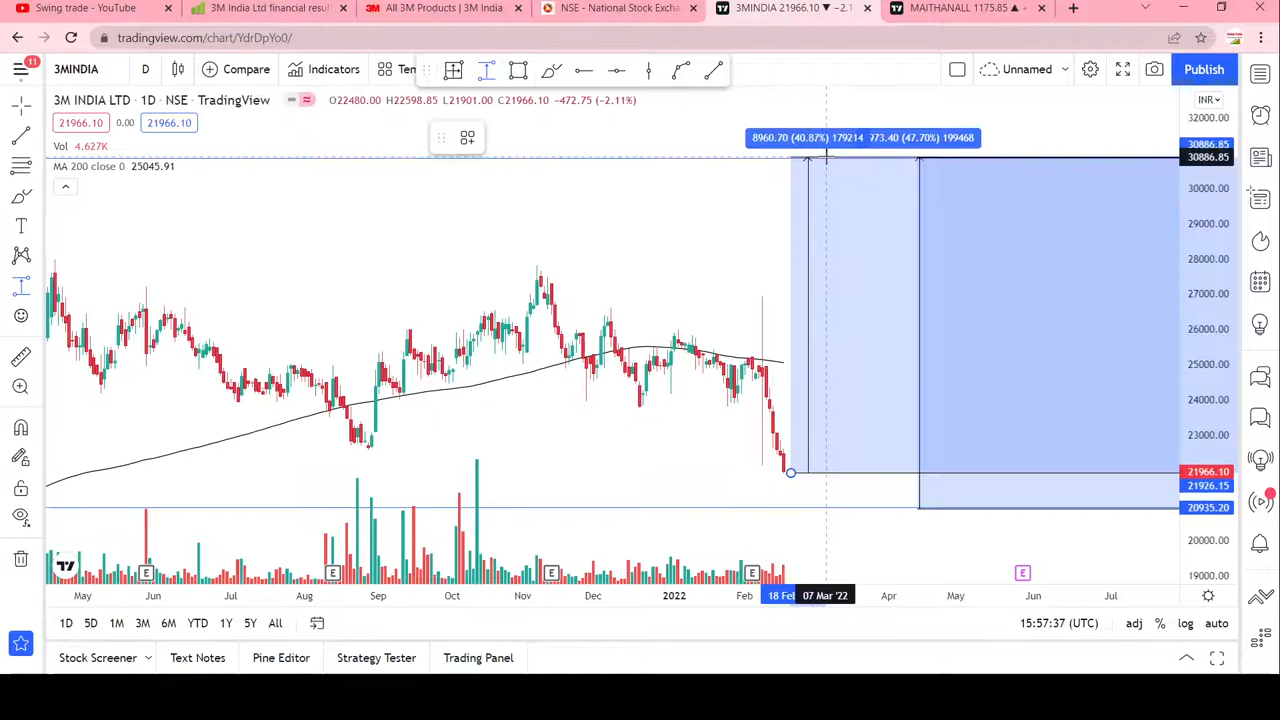 Swing trade - YouTube
3M India Ltd financial resul
3M All 3M Products | 3M India
NSE - National Stock Exchan
3MINDIA 21966.10 ▼ −2.1
MAITHANALL 1175.85 ▲ +
tradingview.com/chart/YdrDpYo0/
11
3MINDIA
D
Compare
Indicators
Tem
Unnamed
Publish
3M INDIA LTD · 1D · NSE · TradingView
O22480.00 H22598.85 L21901.00 C21966.10 −472.75 (−2.11%)
INR
21966.10
0.00
21966.10
Vol 4.627K
MA 200 close 0 25045.91
8960.70 (40.87%) 179214
73.40 (47.70%) 199468
32000.00
30886.85
30886.85
30000.00
29000.00
28000.00
27000.00
26000.00
25000.00
24000.00
23000.00
21966.10
21926.15
20935.20
20000.00
19000.00
E
E
E
E
E
May
Jun
Jul
Aug
Sep
Oct
Nov
Dec
2022
Feb
18 Feb
07 Mar '22
Apr
May
Jun
Jul
1D
5D
1M
3M
6M
YTD
1Y
5Y
All
15:57:37 (UTC)
adj
%
log
auto
Stock Screener
Text Notes
Pine Editor
Strategy Tester
Trading Panel